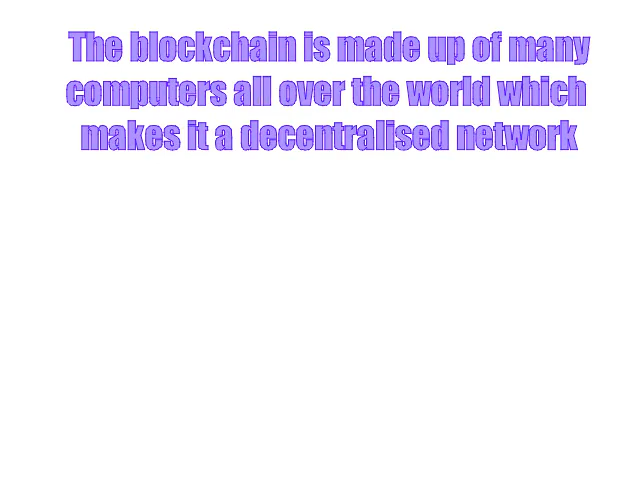 The blockchain is made up of many
computers all over the world which
makes it a decentralised network